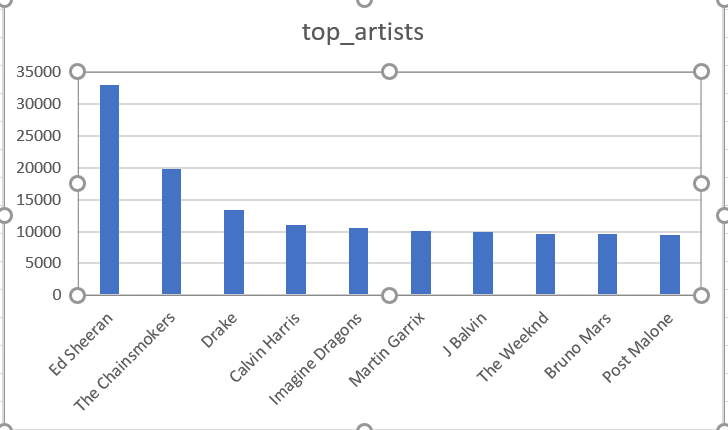 top_artists
35000
30000
25000
20000
15000
10000
5000
0
Ed Sheeran
The Chainsmokers
Drake
Calvin Harris
Imagine Dragons
Martin Garrix
J Balvin
The Weeknd
Bruno Mars
Post Malone